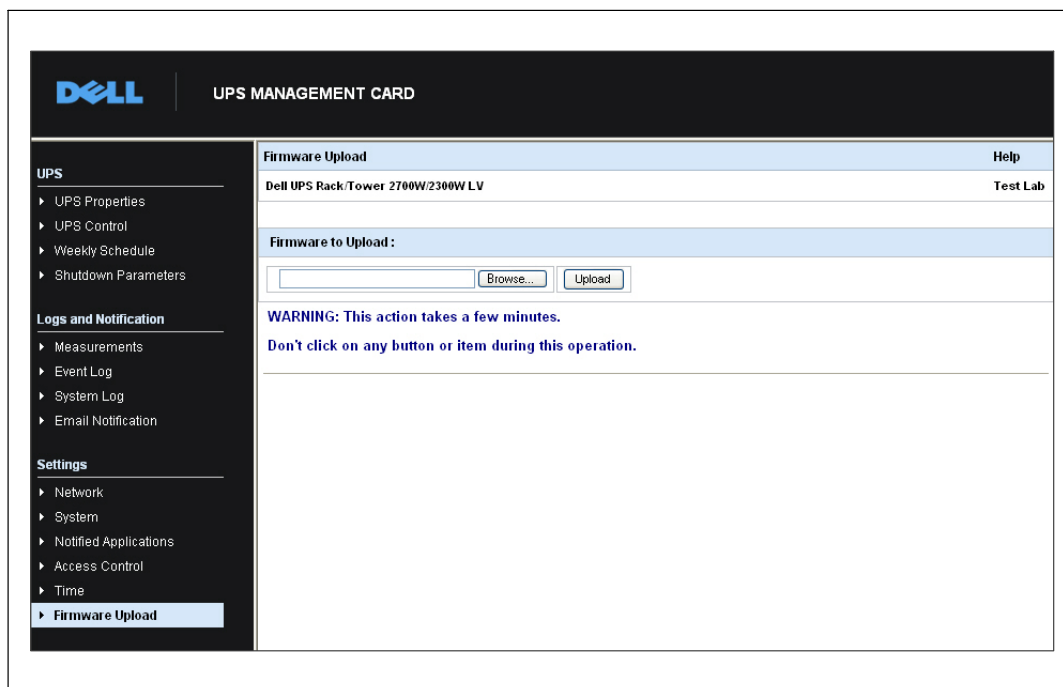 DELL
UPS MANAGEMENT CARD
UPS
UPS Properties
UPS Control
Weekly Schedule
Shutdown Parameters
Logs and Notification
Measurements
Event Log
System Log
Email Notification
Settings
Network
System
Notified Applications
Access Control
Time
Firmware Upload
Firmware Upload Help
Dell UPS Rack/Tower 2700W/2300W LV Test Lab
Firmware to Upload :
Browse... Upload
WARNING: This action takes a few minutes.
Don't click on any button or item during this operation.